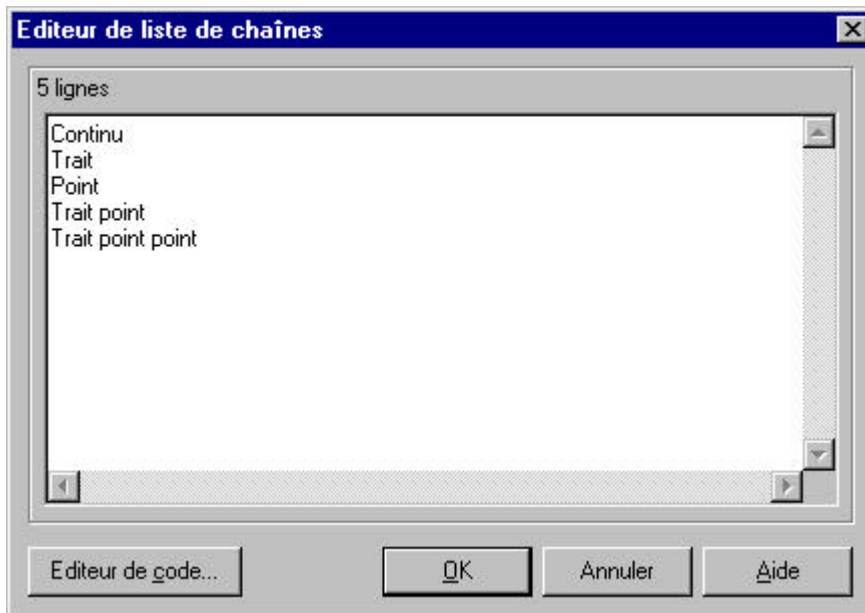 Editeur de liste de chaînes
5 lignes
Continu
Trait
Point
Trait point
Trait point point
Editeur de code... OK Annuler Aide